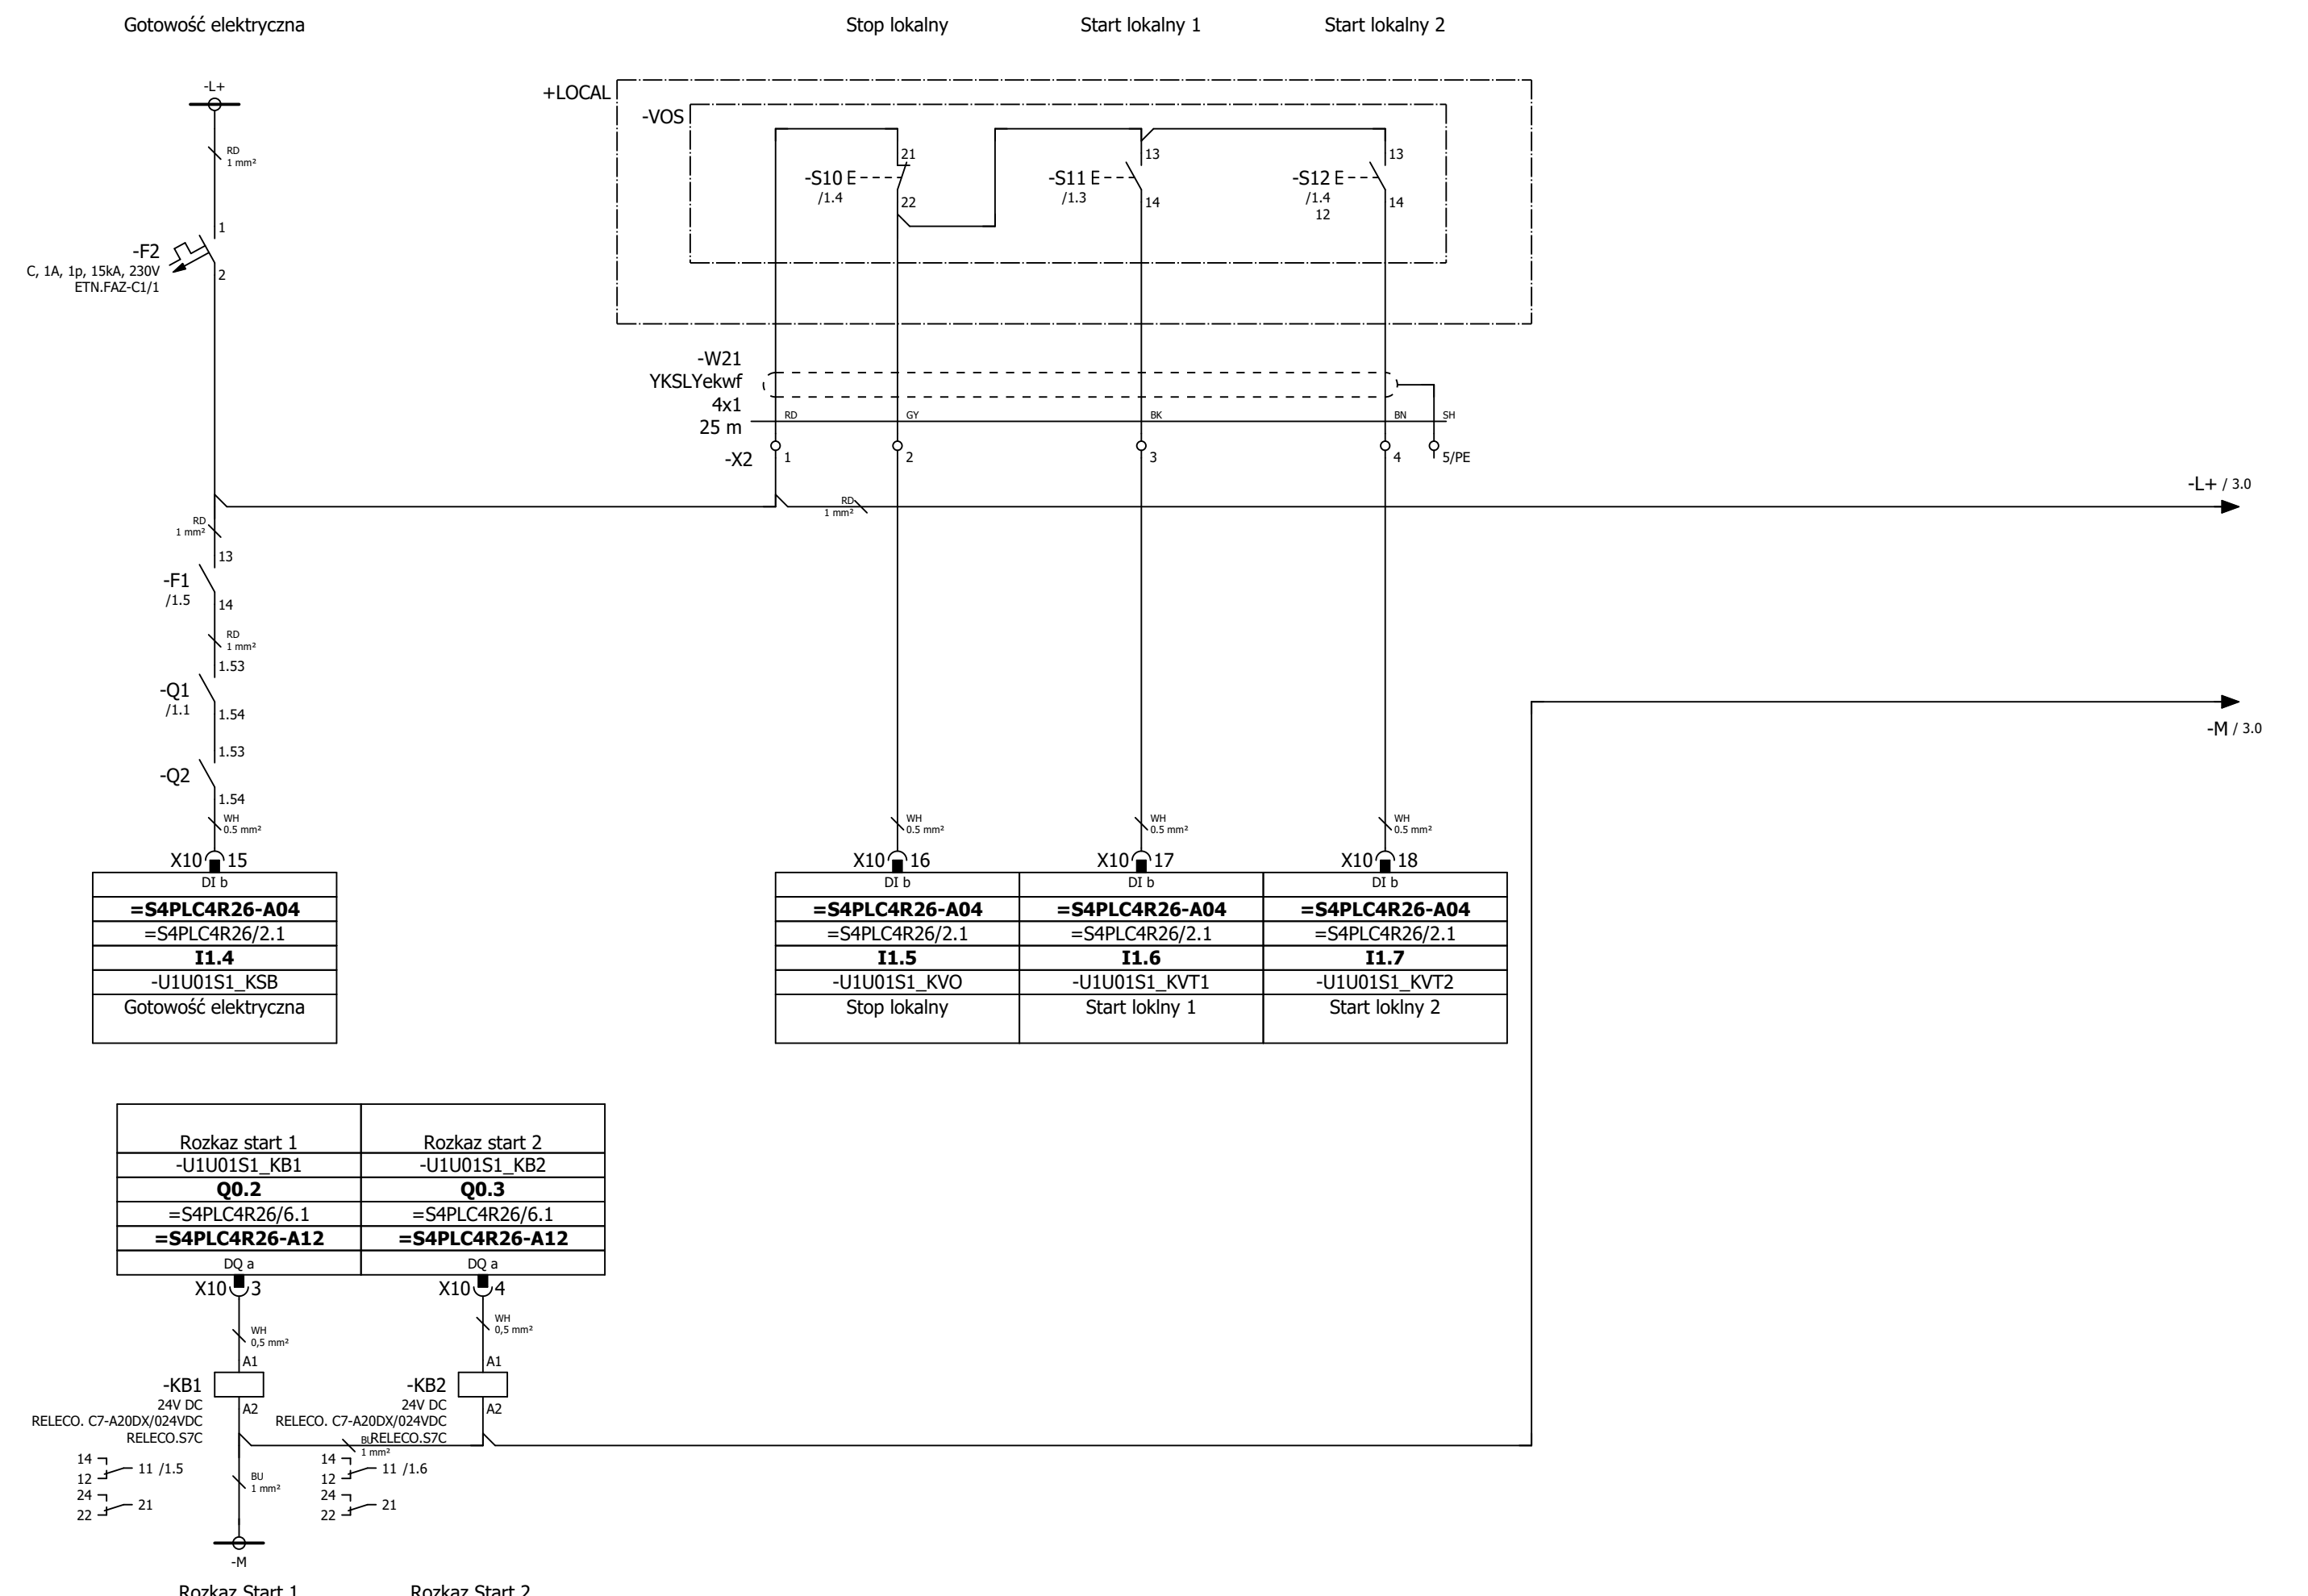 Gotowość elektryczna
Stop lokalny
Start lokalny 1
Start lokalny 2
-L+
RD
1 mm²
1
-F2
C, 1A, 1p, 15kA, 230V
ETN.FAZ-C1/1
2
+LOCAL
-VOS
21
-S10 E
/1.4
22
13
-S11 E
/1.3
14
13
-S12 E
/1.4
12
14
-W21
YKSLYekwf
4x1
25 m
RD
GY
BK
BN
SH
-X2
1
2
3
4
5/PE
RD
1 mm²
-L+ / 3.0
RD
1 mm²
13
-F1
/1.5
14
RD
1 mm²
1.53
-Q1
/1.1
1.54
-M / 3.0
1.53
-Q2
1.54
WH
0.5 mm²
WH
0.5 mm²
WH
0.5 mm²
WH
0.5 mm²
X10 15
DI b
=S4PLC4R26-A04
=S4PLC4R26/2.1
I1.4
-U1U01S1_KSB
Gotowość elektryczna
X10 16
DI b
=S4PLC4R26-A04
=S4PLC4R26/2.1
I1.5
-U1U01S1_KVO
Stop lokalny
X10 17
DI b
=S4PLC4R26-A04
=S4PLC4R26/2.1
I1.6
-U1U01S1_KVT1
Start loklny 1
X10 18
DI b
=S4PLC4R26-A04
=S4PLC4R26/2.1
I1.7
-U1U01S1_KVT2
Start loklny 2
Rozkaz start 1
-U1U01S1_KB1
Q0.2
=S4PLC4R26/6.1
=S4PLC4R26-A12
DQ a
X10 3
Rozkaz start 2
-U1U01S1_KB2
Q0.3
=S4PLC4R26/6.1
=S4PLC4R26-A12
DQ a
X10 4
WH
0,5 mm²
A1
-KB1
24V DC
RELECO. C7-A20DX/024VDC
RELECO.S7C
A2
WH
0,5 mm²
A1
-KB2
24V DC
RELECO. C7-A20DX/024VDC
RELECO.S7C
A2
BU
1 mm²
14
12
11 /1.5
24
22
21
BU
1 mm²
14
12
11 /1.6
24
22
21
-M
Rozkaz Start 1
Rozkaz Start 2